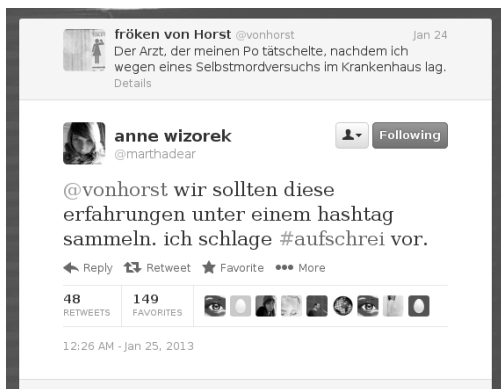 fröken von Horst @vonhorst Jan 24
Der Arzt, der meinen Po tätschelte, nachdem ich
wegen eines Selbstmordversuchs im Krankenhaus lag.
Details
anne wizorek Following
@marthadear
@vonhorst wir sollten diese
erfahrungen unter einem hashtag
sammeln. ich schlage #aufschrei vor.
Reply Retweet Favorite More
48 149
RETWEETS FAVORITES
12:26 AM - Jan 25, 2013